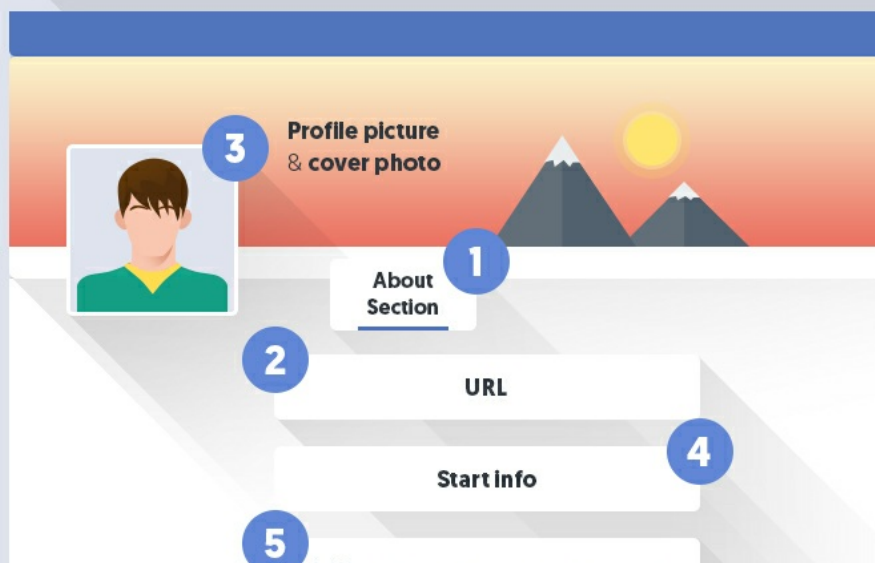 3
Profile picture
& cover photo
1
About
Section
2
URL
4
Start info
5